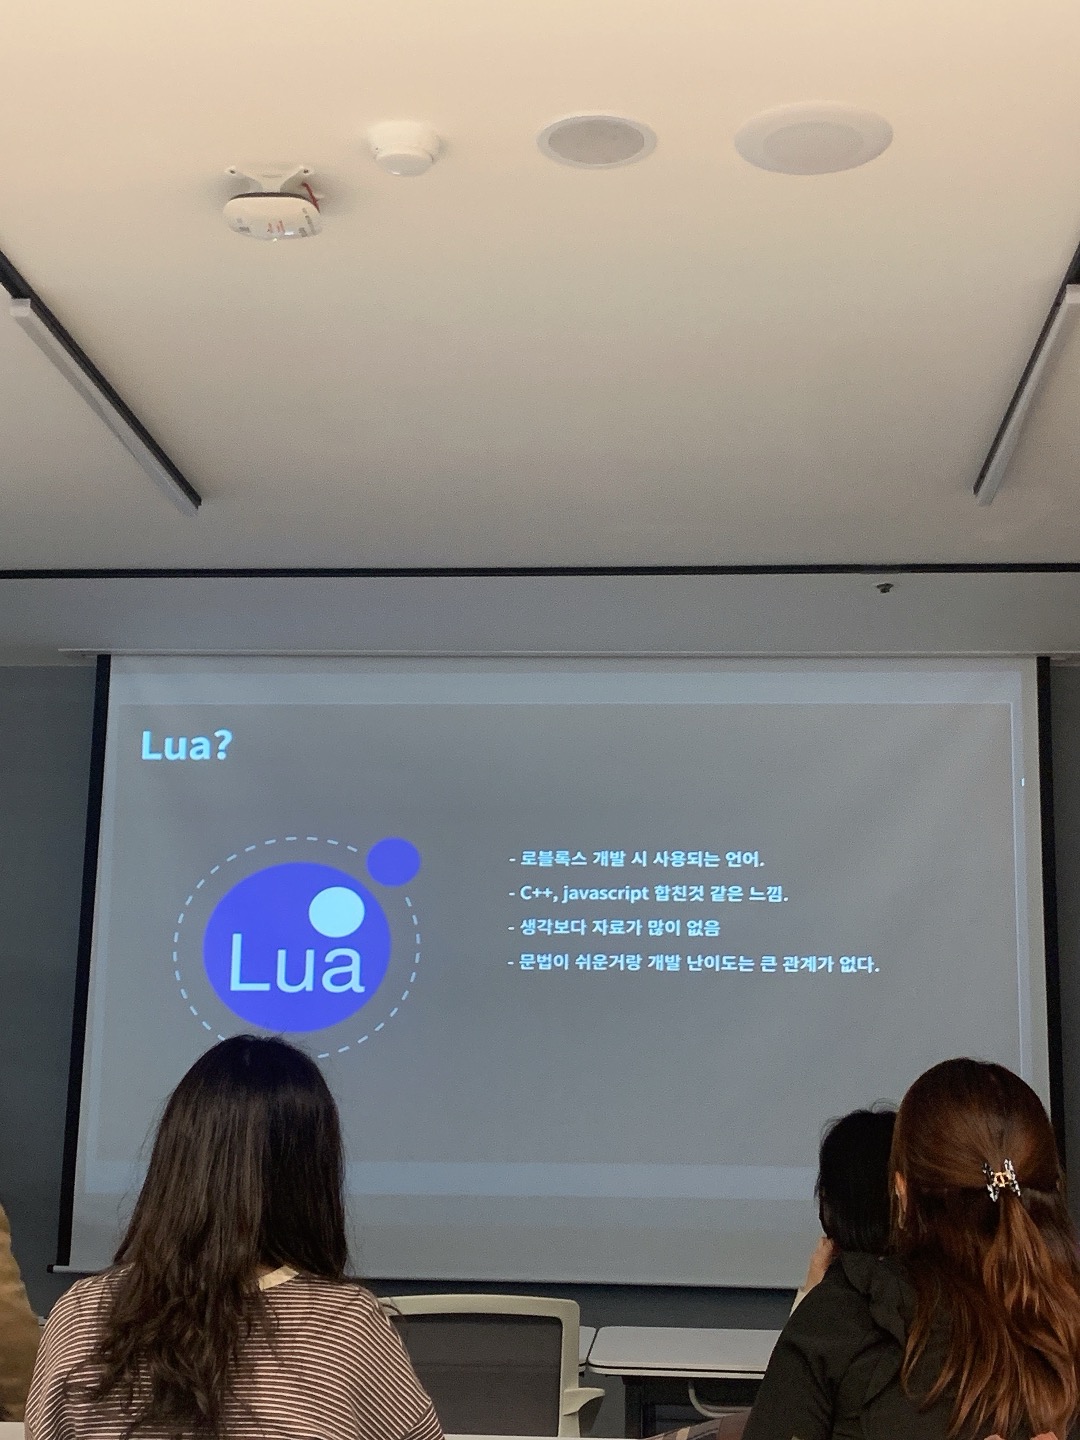 Lua?
Lua
- 로블록스 개발 시 사용되는 언어.
- C++, javascript 합친것 같은 느낌.
- 생각보다 자료가 많이 없음
- 문법이 쉬운거랑 개발 난이도는 큰 관계가 없다.